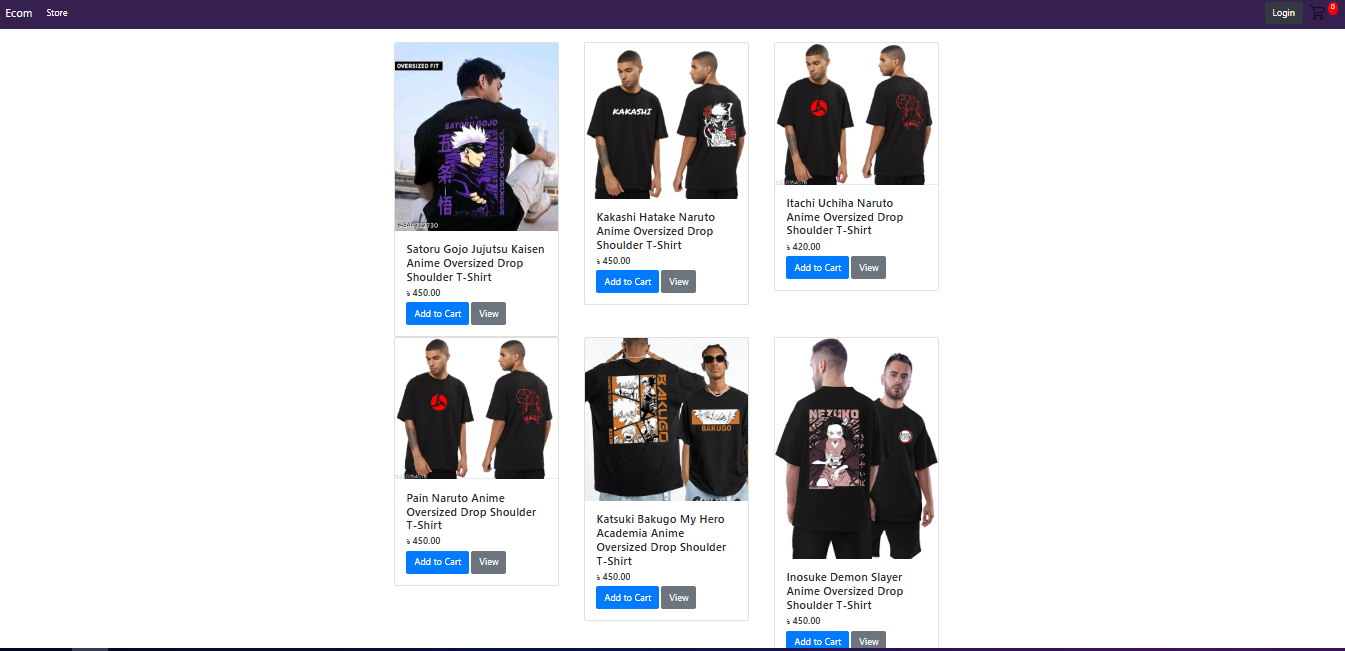 Ecom
Store
Login
0
OVERSIZED FIT
SATORU GOJO
五条
悟
Satoru Gojo Jujutsu Kaisen
Anime Oversized Drop
Shoulder T-Shirt
৳ 450.00
Add to Cart
View
KAKASHI
Kakashi Hatake Naruto
Anime Oversized Drop
Shoulder T-Shirt
৳ 450.00
Add to Cart
View
Itachi Uchiha Naruto
Anime Oversized Drop
Shoulder T-Shirt
৳ 420.00
Add to Cart
View
Pain Naruto Anime
Oversized Drop Shoulder
T-Shirt
৳ 450.00
Add to Cart
View
BAKUGO
BAKUGO
Katsuki Bakugo My Hero
Academia Anime
Oversized Drop Shoulder
T-Shirt
৳ 450.00
Add to Cart
View
NEZUKO
Inosuke Demon Slayer
Anime Oversized Drop
Shoulder T-Shirt
৳ 450.00
Add to Cart
View